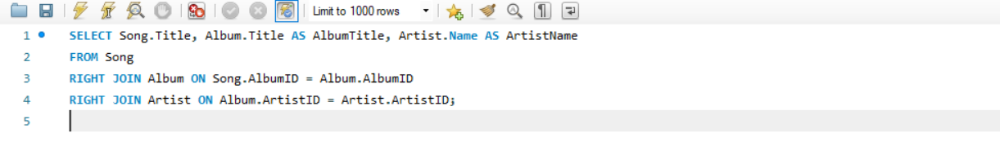 Limit to 1000 rows
1 SELECT Song.Title, Album.Title AS AlbumTitle, Artist.Name AS ArtistName
2 FROM Song
3 RIGHT JOIN Album ON Song.AlbumID = Album.AlbumID
4 RIGHT JOIN Artist ON Album.ArtistID = Artist.ArtistID;
5